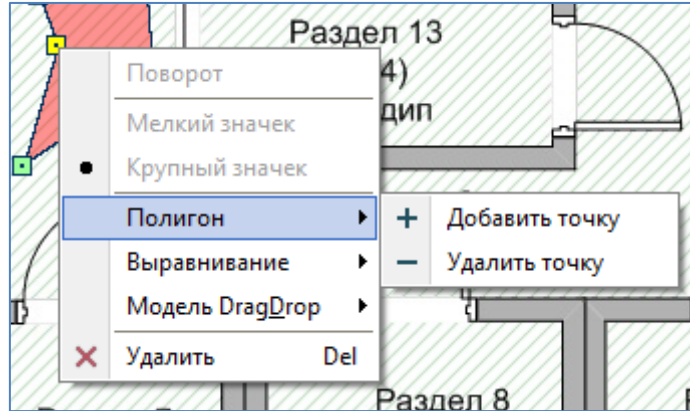 Раздел 13
4)
дип
Поворот
Мелкий значек
Крупный значек
Полигон
Добавить точку
Выравнивание
Удалить точку
Модель DragDrop
Удалить Del
Раздел 8